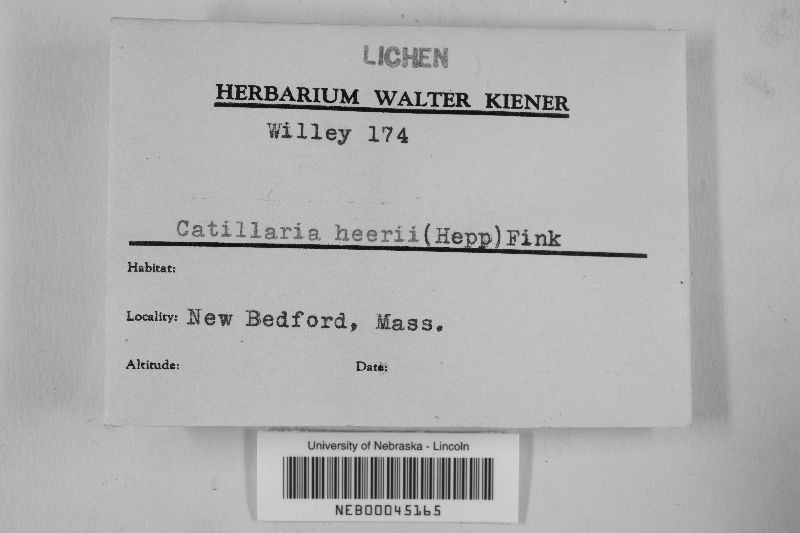 LICHEN
HERBARIUM WALTER KIENER
Willey 174
Catillaria heerii(Hepp)Fink
Habitat:
Locality: New Bedford, Mass.
Altitude: Date:
University of Nebraska - Lincoln
NEB00045165